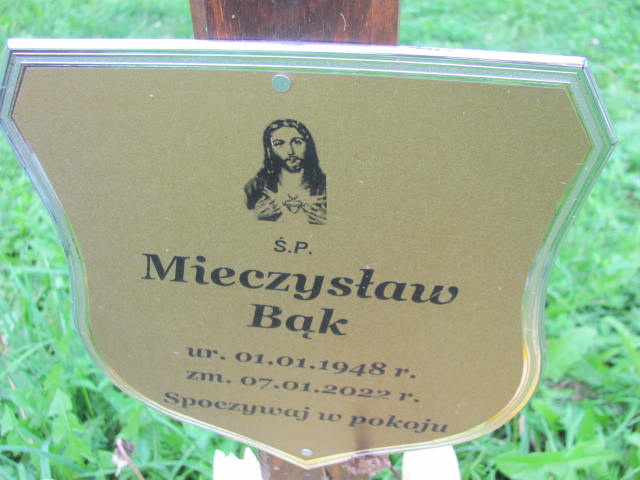 Ś.P.
Mieczysław
Bąk
ur. 01.01.1948 r.
zm. 07.01.2022 r.
Spoczywaj w pokoju